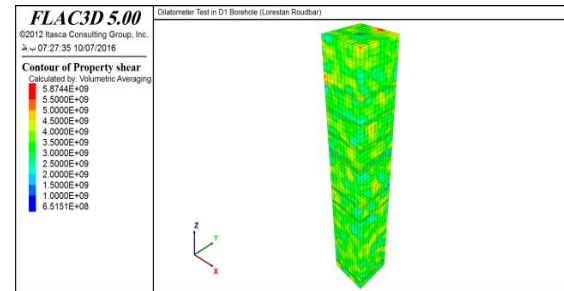 FLAC3D 5.00
©2012 Itasca Consulting Group, Inc.
07:27:35 10/07/2016 ب.ظ
Contour of Property shear
Calculated by: Volumetric Averaging
5.8744E+09
5.5000E+09
5.0000E+09
4.5000E+09
4.0000E+09
3.5000E+09
3.0000E+09
2.5000E+09
2.0000E+09
1.5000E+09
1.0000E+09
6.5151E+08
Dilatometer Test in D1 Borehole (Lorestan Roudbar)
Z
Y
X